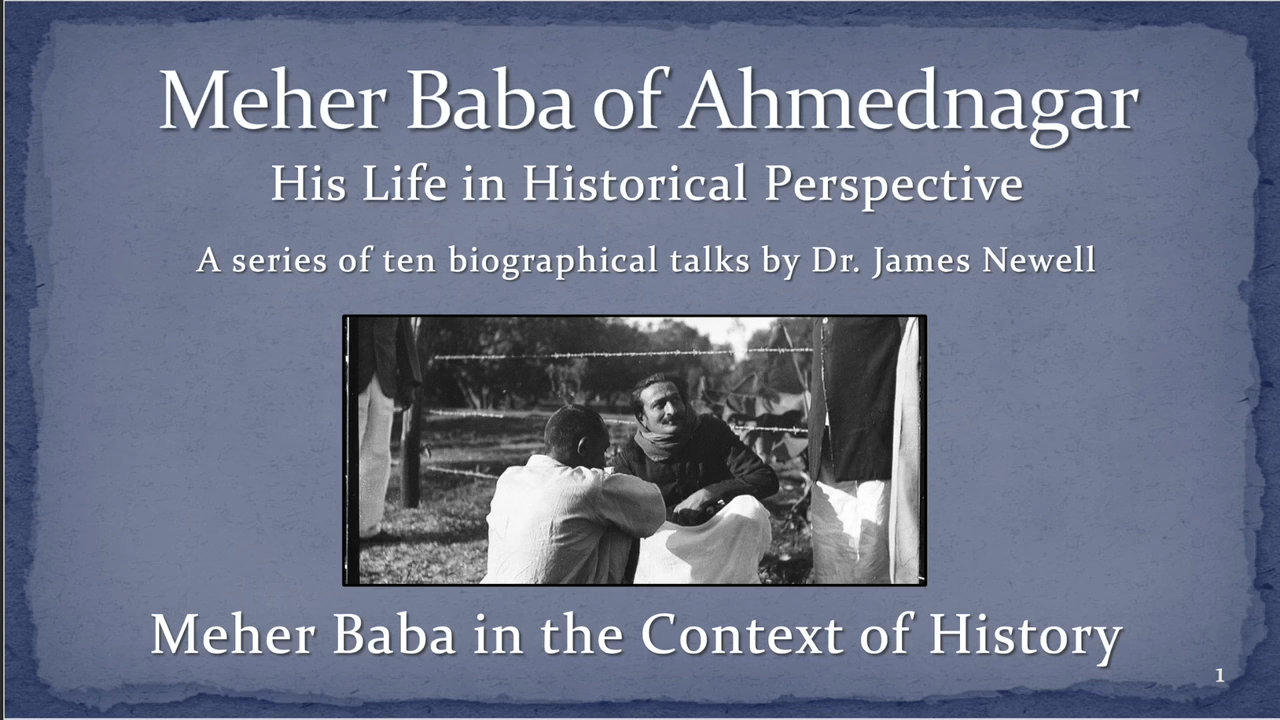 Meher Baba of Ahmednagar
His Life in Historical Perspective
A series of ten biographical talks by Dr. James Newell
Meher Baba in the Context of History
1